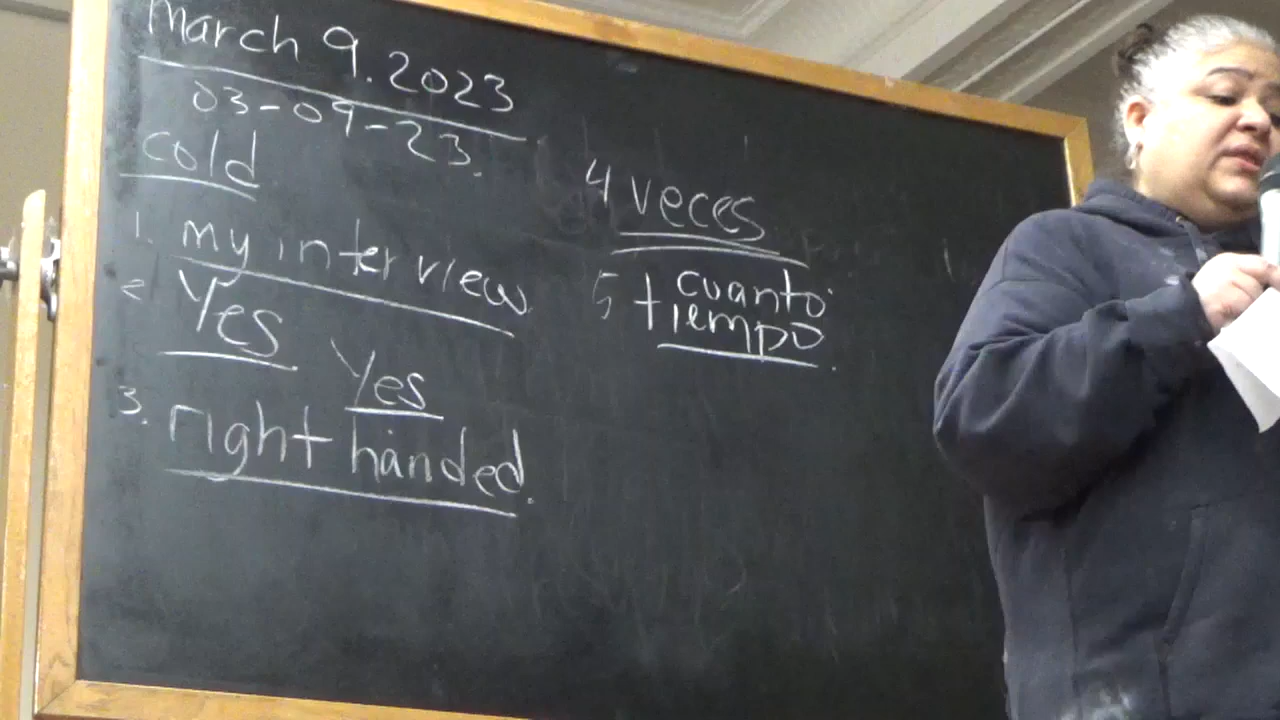 March 9. 2023
03-09-23.
cold
1. my interview
2 Yes
Yes
3. right handed.
4 veces
5 cuanto
tiempo.